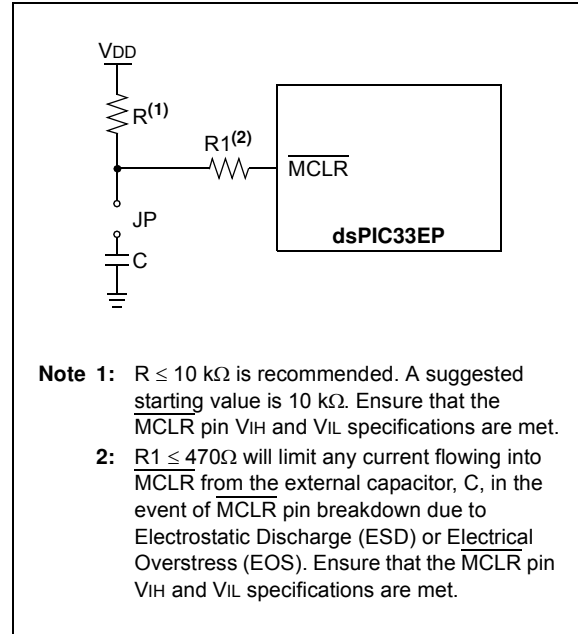 VDD
R(1)
R1(2)
MCLR
JP
dsPIC33EP
C
Note 1: R ≤ 10 kΩ is recommended. A suggested
starting value is 10 kΩ. Ensure that the
MCLR pin VIH and VIL specifications are met.
2: R1 ≤ 470Ω will limit any current flowing into
MCLR from the external capacitor, C, in the
event of MCLR pin breakdown due to
Electrostatic Discharge (ESD) or Electrical
Overstress (EOS). Ensure that the MCLR pin
VIH and VIL specifications are met.